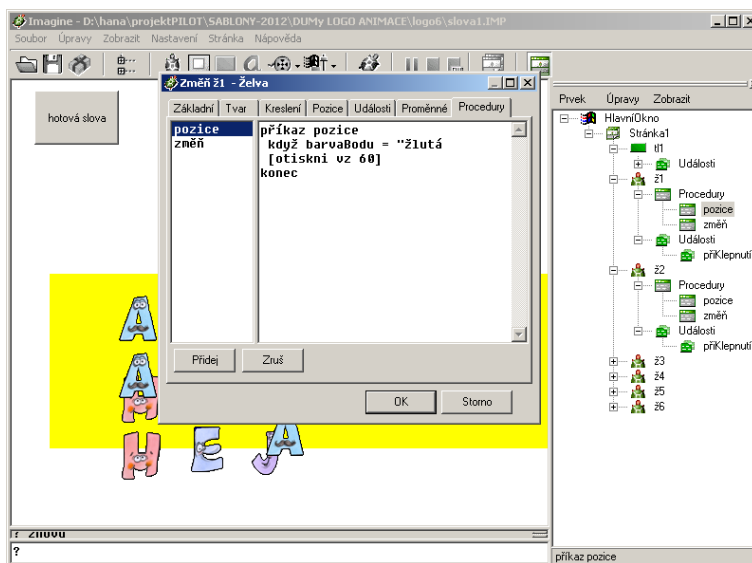 Imagine - D:\hana\projektPILOT\SABLONY-2012\DUMy LOGO ANIMACE\logo6\slova1.IMP
Soubor Úpravy Zobrazit Nastavení Stránka Nápověda
hotová slova
Změň ž1 - Želva
Základní Tvar Kreslení Pozice Události Proměnné Procedury
pozice
změň
příkaz pozice
když barvaBodu = "žlutá
[otiskni vz 60]
konec
Přidej Zruš
OK Storno
A
A
H
H E J A
? znovu
?
Prvek Úpravy Zobrazit
HlavníOkno
Stránka1
tl1
Události
ž1
Procedury
pozice
změň
Události
přiKlepnutí
ž2
Procedury
pozice
změň
Události
přiKlepnutí
ž3
ž4
ž5
ž6
příkaz pozice